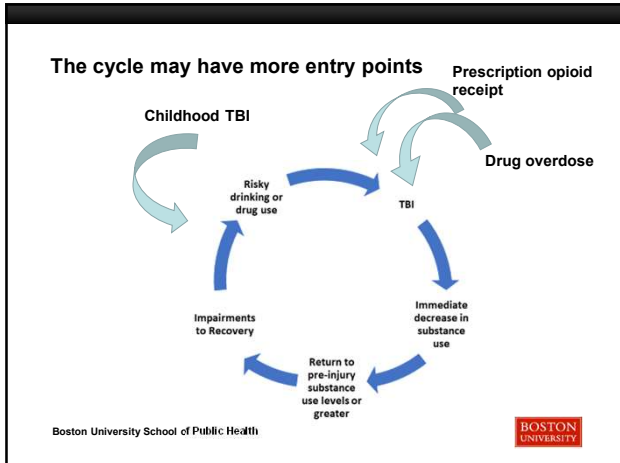 The cycle may have more entry points
Prescription opioid
receipt
Childhood TBI
Drug overdose
Risky
drinking or
drug use
TBI
Immediate
decrease in
substance
use
Return to
pre-injury
substance
use levels or
greater
Impairments
to Recovery
Boston University School of Public Health
BOSTON
UNIVERSITY